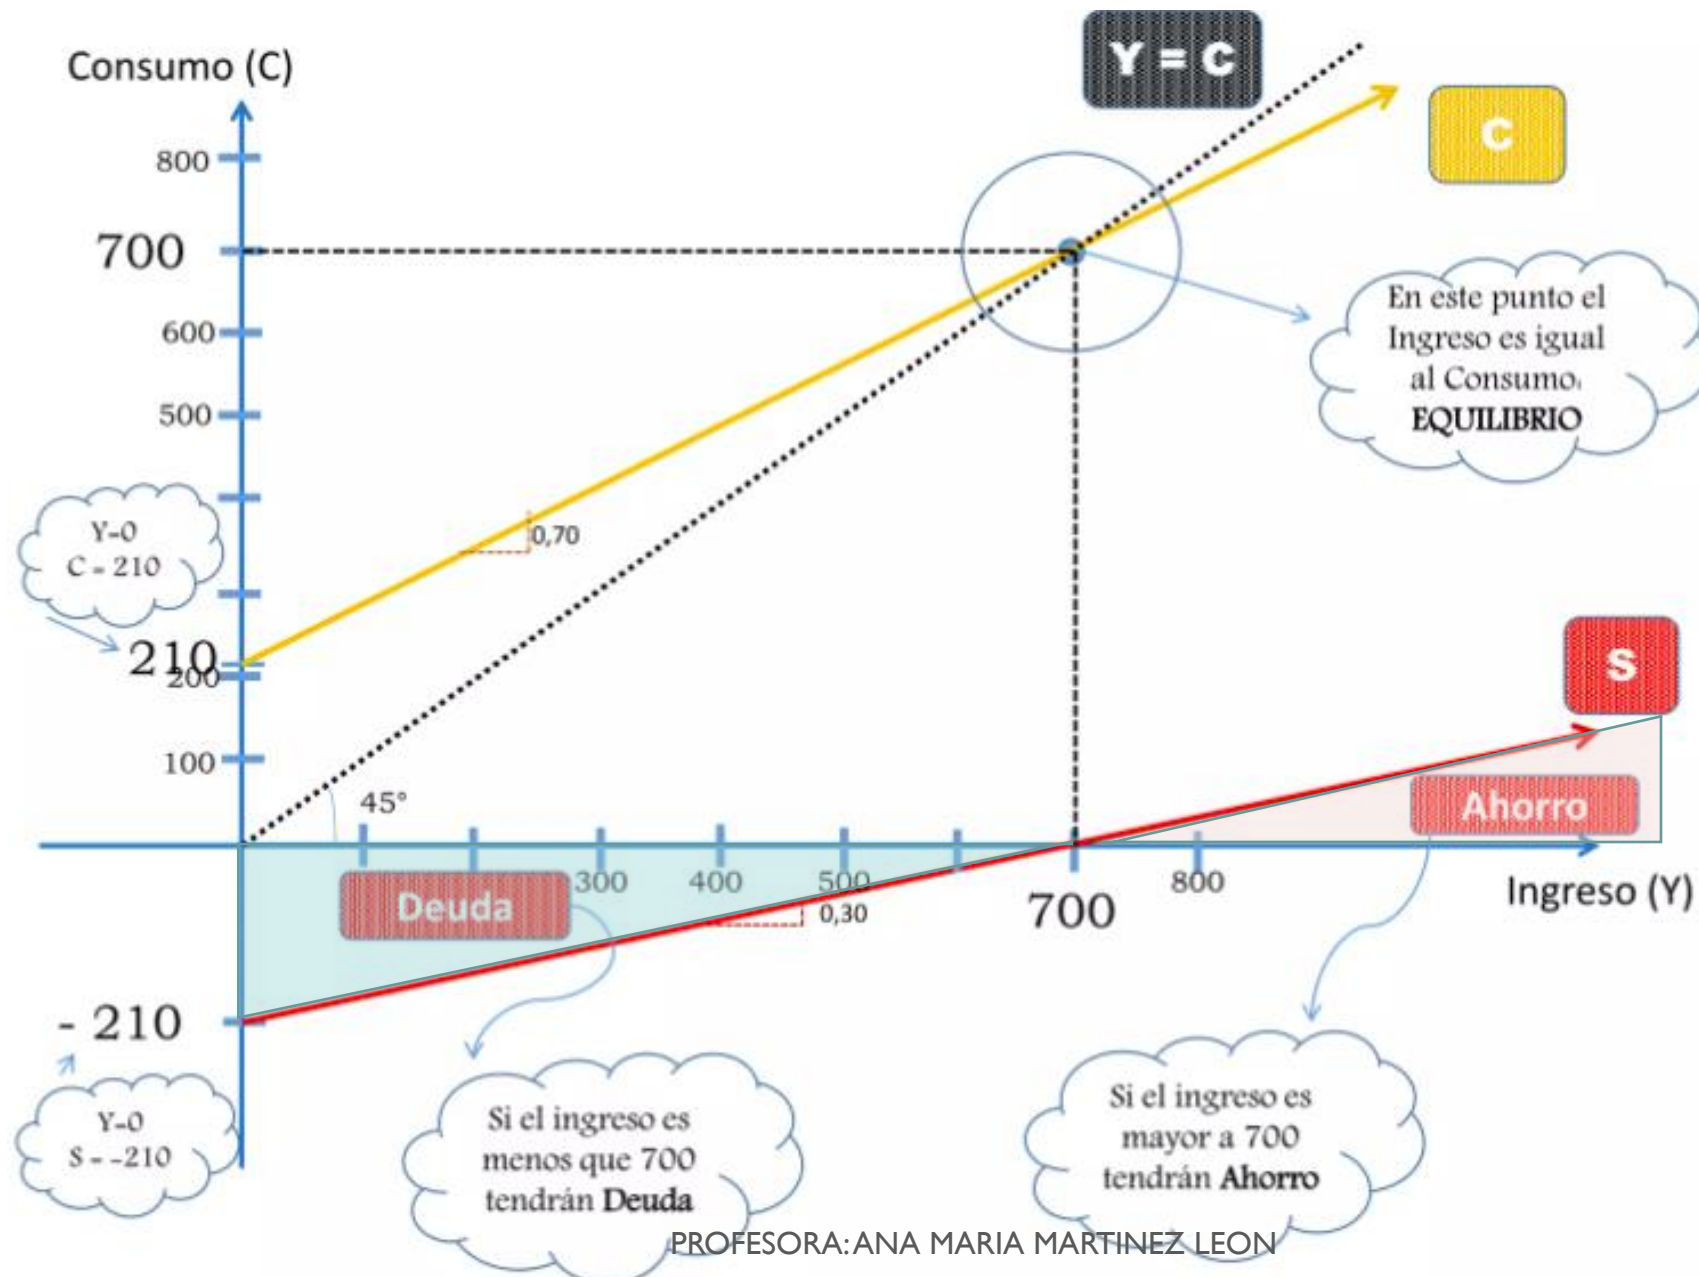 Consumo (C)
Y = C
C
800
700
600
500
En este punto el
Ingreso es igual
al Consumo.
EQUILIBRIO
Y=0
C = 210
0,70
210
200
100
45°
S
Ahorro
300
400
500
700
800
Ingreso (Y)
Deuda
0,30
- 210
Y=0
S = -210
Si el ingreso es
menos que 700
tendrán Deuda
Si el ingreso es
mayor a 700
tendrán Ahorro
PROFESORA: ANA MARIA MARTINEZ LEON